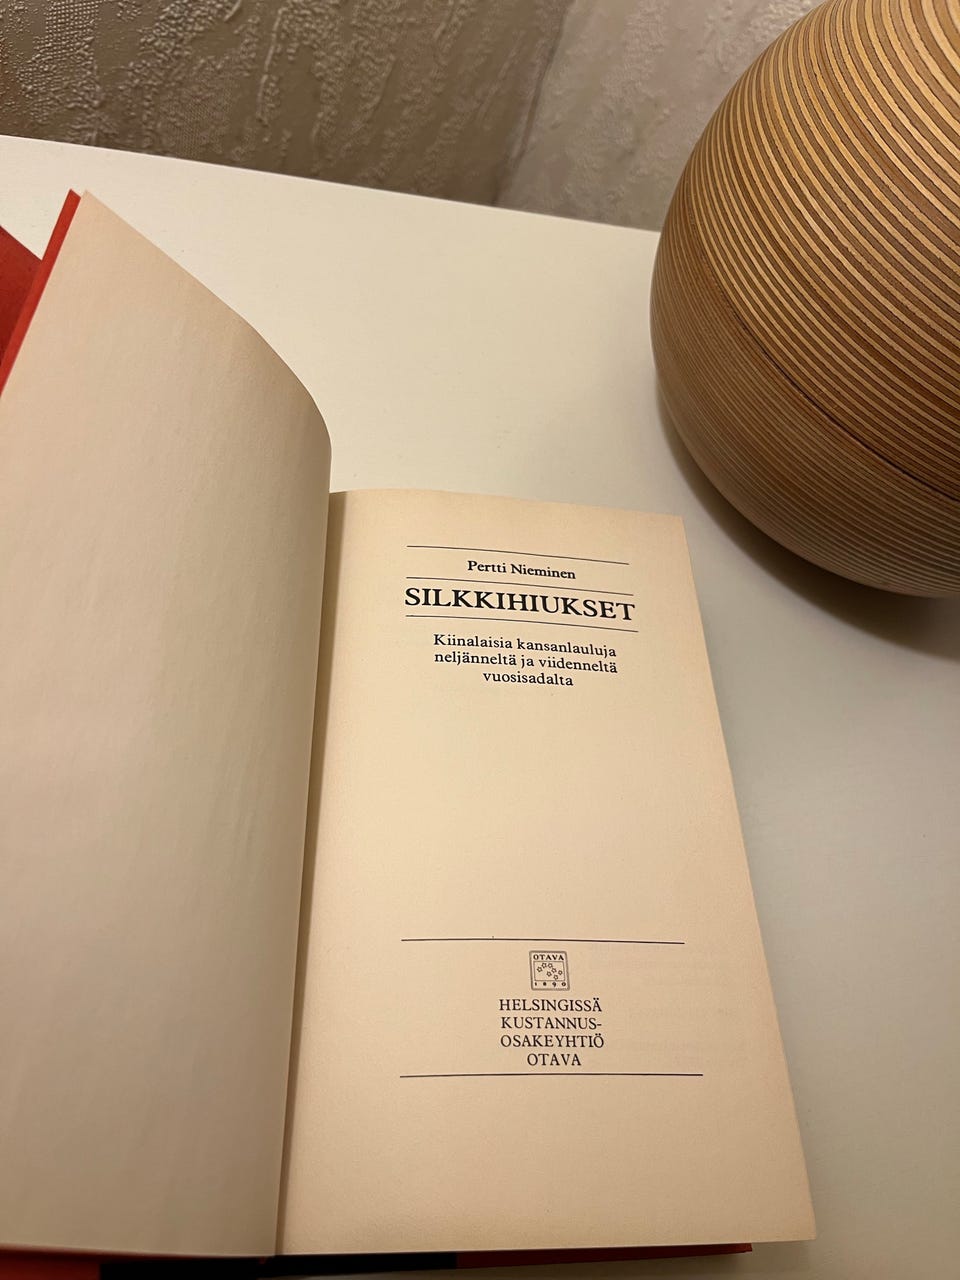 Pertti Nieminen
SILKKIHIUKSET
Kiinalaisia kansanlauluja
neljänneltä ja viidenneltä
vuosisadalta
OTAVA
1890
HELSINGISSÄ
KUSTANNUS-
OSAKEYHTIÖ
OTAVA